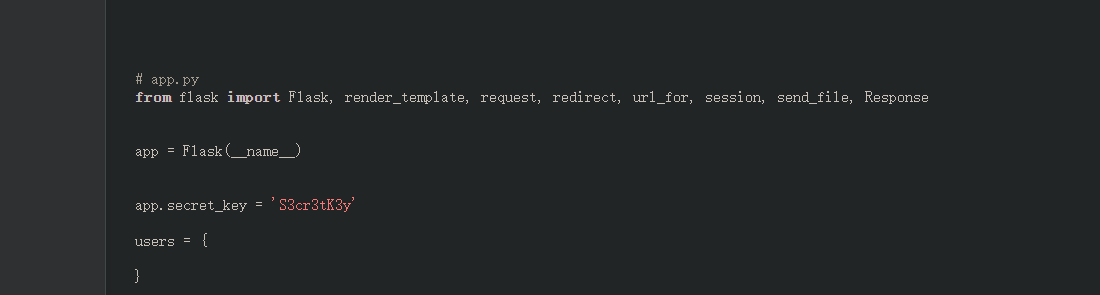 # app.py
from flask import Flask, render_template, request, redirect, url_for, session, send_file, Response
app = Flask(__name__)
app.secret_key = 'S3cr3tK3y'
users = {
}